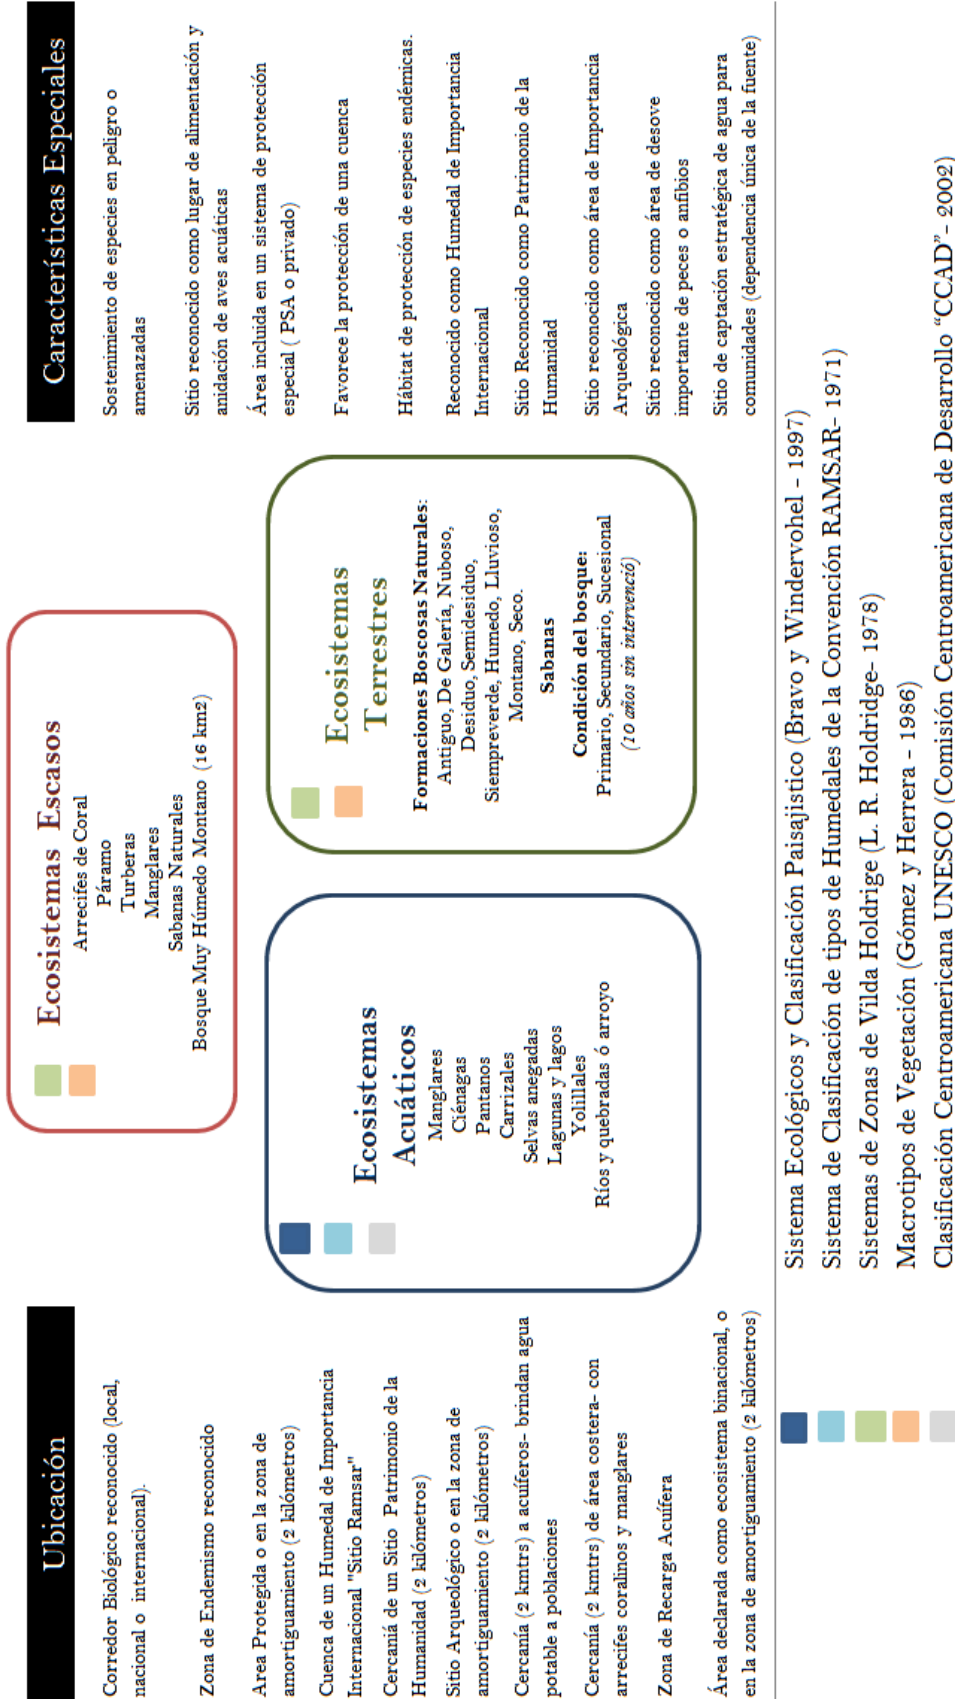 Ubicación
Corredor Biológico reconocido (local,
nacional o internacional).
Zona de Endemismo reconocido
Area Protegida o en la zona de
amortiguamiento (2 kilómetros)
Cuenca de un Humedal de Importancia
Internacional "Sitio Ramsar"
Cercaniá de un Sitio Patrimonio de la
Humanidad (2 kilómetros)
Sitio Arqueológico o en la zona de
amortiguamiento (2 kilómetros)
Cercanía (2 kmtrs) a acuíferos- brindan agua
potable a poblaciones
Cercanía (2 kmtrs) de área costera- con
arrecifes coralinos y manglares
Zona de Recarga Acuífera
Área declarada como ecosistema binacional, o
en la zona de amortiguamiento (2 kilómetros)
Ecosistemas Escasos
Arrecifes de Coral
Páramo
Turberas
Manglares
Sabanas Naturales
Bosque Muy Húmedo Montano (16 km2)
Ecosistemas
Acuáticos
Manglares
Ciénagas
Pantanos
Carrizales
Selvas anegadas
Lagunas y lagos
Yolillales
Ríos y quebradas ó arroyo
Ecosistemas
Terrestres
Formaciones Boscosas Naturales:
Antiguo, De Galería, Nuboso,
Desiduo, Semidesiduo,
Siempreverde, Humedo, Lluvioso,
Montano, Seco.
Sabanas
Condición del bosque:
Primario, Secundario, Sucesional
(10 años sin intervenció)
Características Especiales
Sostenimiento de especies en peligro o
amenazadas
Sitio reconocido como lugar de alimentación y
anidación de aves acuáticas
Área incluida en un sistema de protección
especial ( PSA o privado)
Favorece la protección de una cuenca
Hábitat de protección de especies endémicas.
Reconocido como Humedal de Importancia
Internacional
Sitio Reconocido como Patrimonio de la
Humanidad
Sitio reconocido como área de Importancia
Arqueológica
Sitio reconocido como área de desove
importante de peces o anfibios
Sitio de captación estratégica de agua para
comunidades (dependencia única de la fuente)
Sistema Ecológicos y Clasificación Paisajistico (Bravo y Windervohel - 1997)
Sistema de Clasificación de tipos de Humedales de la Convención RAMSAR- 1971)
Sistemas de Zonas de Vilda Holdrige (L. R. Holdridge- 1978)
Macrotipos de Vegetación (Gómez y Herrera - 1986)
Clasificación Centroamericana UNESCO (Comisión Centroamericana de Desarrollo "CCAD"- 2002)